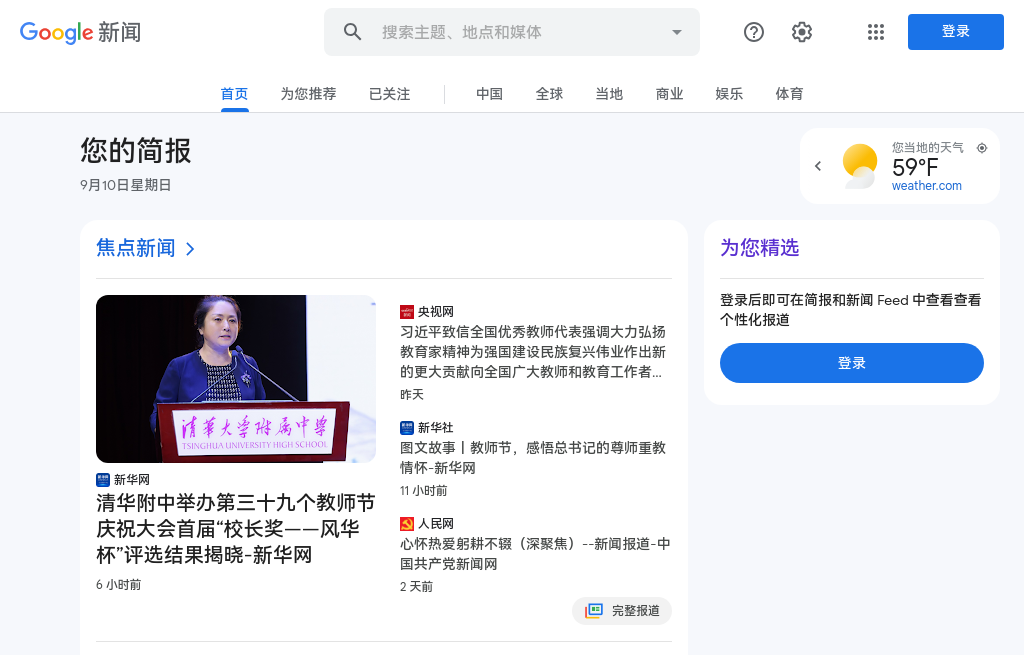 Google 新闻
搜索主题、地点和媒体
登录
首页
为您推荐
已关注
中国
全球
当地
商业
娱乐
体育
您的简报
9月10日星期日
您当地的天气
59°F
weather.com
焦点新闻
清华大学附属中学
TSINGHUA UNIVERSITY HIGH SCHOOL
新华网
清华附中举办第三十九个教师节
庆祝大会首届“校长奖——风华
杯”评选结果揭晓-新华网
6 小时前
央视网
习近平致信全国优秀教师代表强调大力弘扬
教育家精神为强国建设民族复兴伟业作出新
的更大贡献向全国广大教师和教育工作者...
昨天
新华社
图文故事丨教师节，感悟总书记的尊师重教
情怀-新华网
11 小时前
人民网
心怀热爱躬耕不辍（深聚焦）--新闻报道-中
国共产党新闻网
2 天前
完整报道
为您精选
登录后即可在简报和新闻 Feed 中查看查看
个性化报道
登录